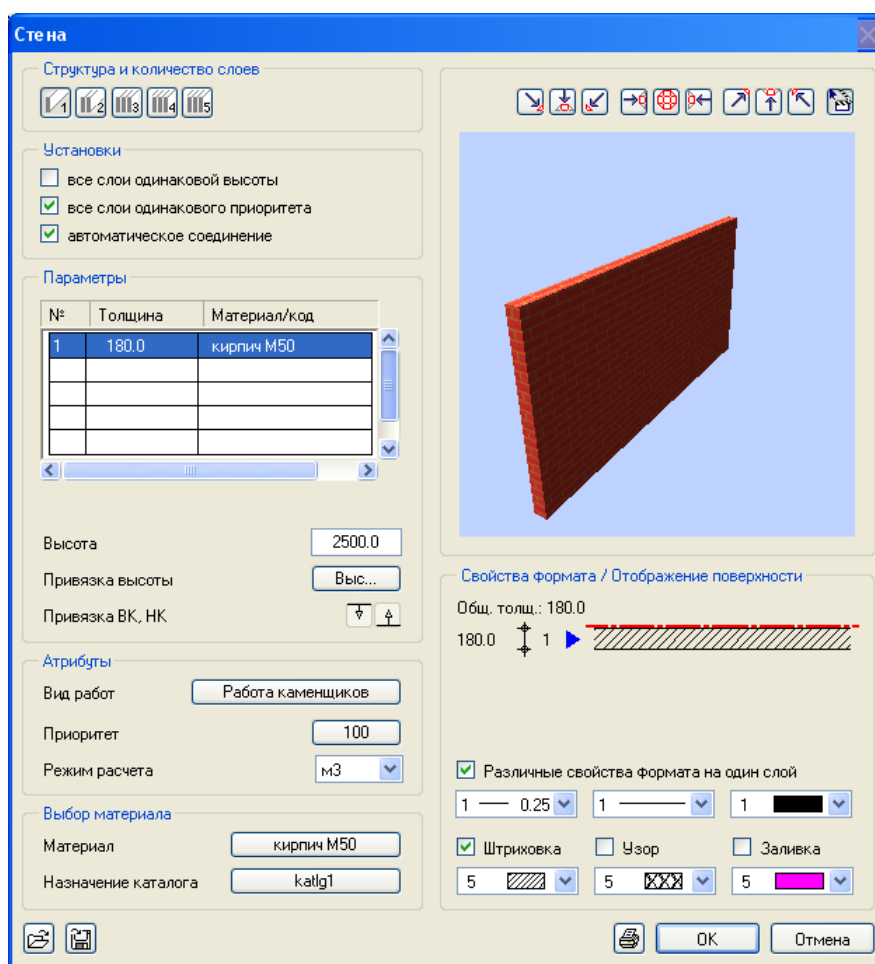 Стена
Структура и количество слоев
1 2 3 4 5
Установки
все слои одинаковой высоты
все слои одинакового приоритета
автоматическое соединение
Параметры
№ Толщина Материал/код
1 180.0 кирпич М50
Высота 2500.0
Привязка высоты Выс...
Привязка ВК, НК
Атрибуты
Вид работ Работа каменщиков
Приоритет 100
Режим расчета м3
Выбор материала
Материал кирпич М50
Назначение каталога katlg1
Свойства формата / Отображение поверхности
Общ. толщ.: 180.0
180.0 1
Различные свойства формата на один слой
1 0.25 1 1
Штриховка Узор Заливка
5 5 5
OK Отмена